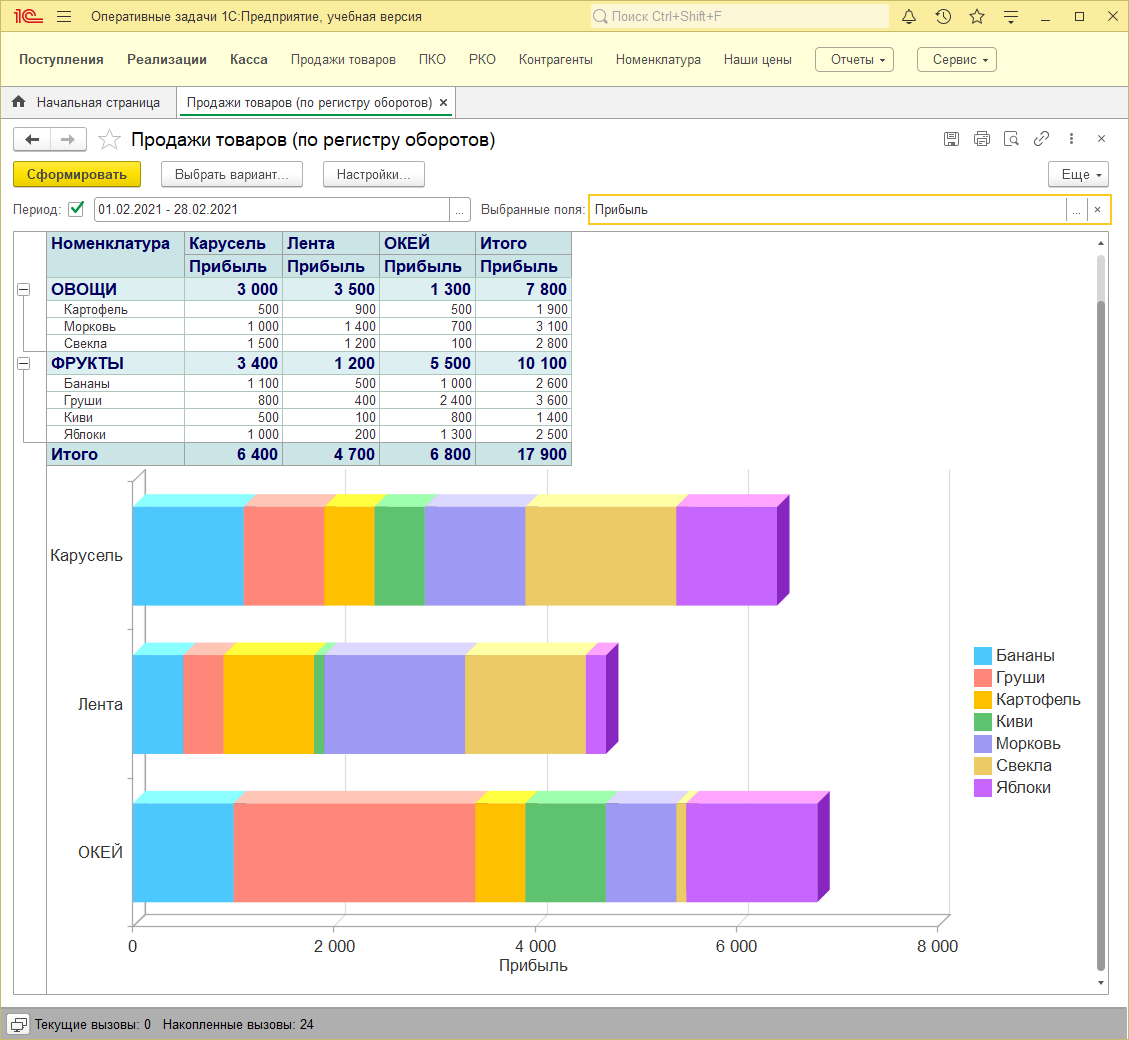 1С Оперативные задачи 1С:Предприятие, учебная версия Поиск Ctrl+Shift+F
Поступления Реализации Касса Продажи товаров ПКО РКО Контрагенты Номенклатура Наши цены Отчеты Сервис
Начальная страница Продажи товаров (по регистру оборотов) ×
Продажи товаров (по регистру оборотов)
Сформировать Выбрать вариант... Настройки... Еще
Период: 01.02.2021 - 28.02.2021 ... Выбранные поля: Прибыль ... ×
Номенклатура Карусель Лента ОКЕЙ Итого
Прибыль Прибыль Прибыль Прибыль
ОВОЩИ 3 000 3 500 1 300 7 800
Картофель 500 900 500 1 900
Морковь 1 000 1 400 700 3 100
Свекла 1 500 1 200 100 2 800
ФРУКТЫ 3 400 1 200 5 500 10 100
Бананы 1 100 500 1 000 2 600
Груши 800 400 2 400 3 600
Киви 500 100 800 1 400
Яблоки 1 000 200 1 300 2 500
Итого 6 400 4 700 6 800 17 900
Карусель
Лента
ОКЕЙ
0 2 000 4 000 6 000 8 000
Прибыль
Бананы
Груши
Картофель
Киви
Морковь
Свекла
Яблоки
Текущие вызовы: 0 Накопленные вызовы: 24